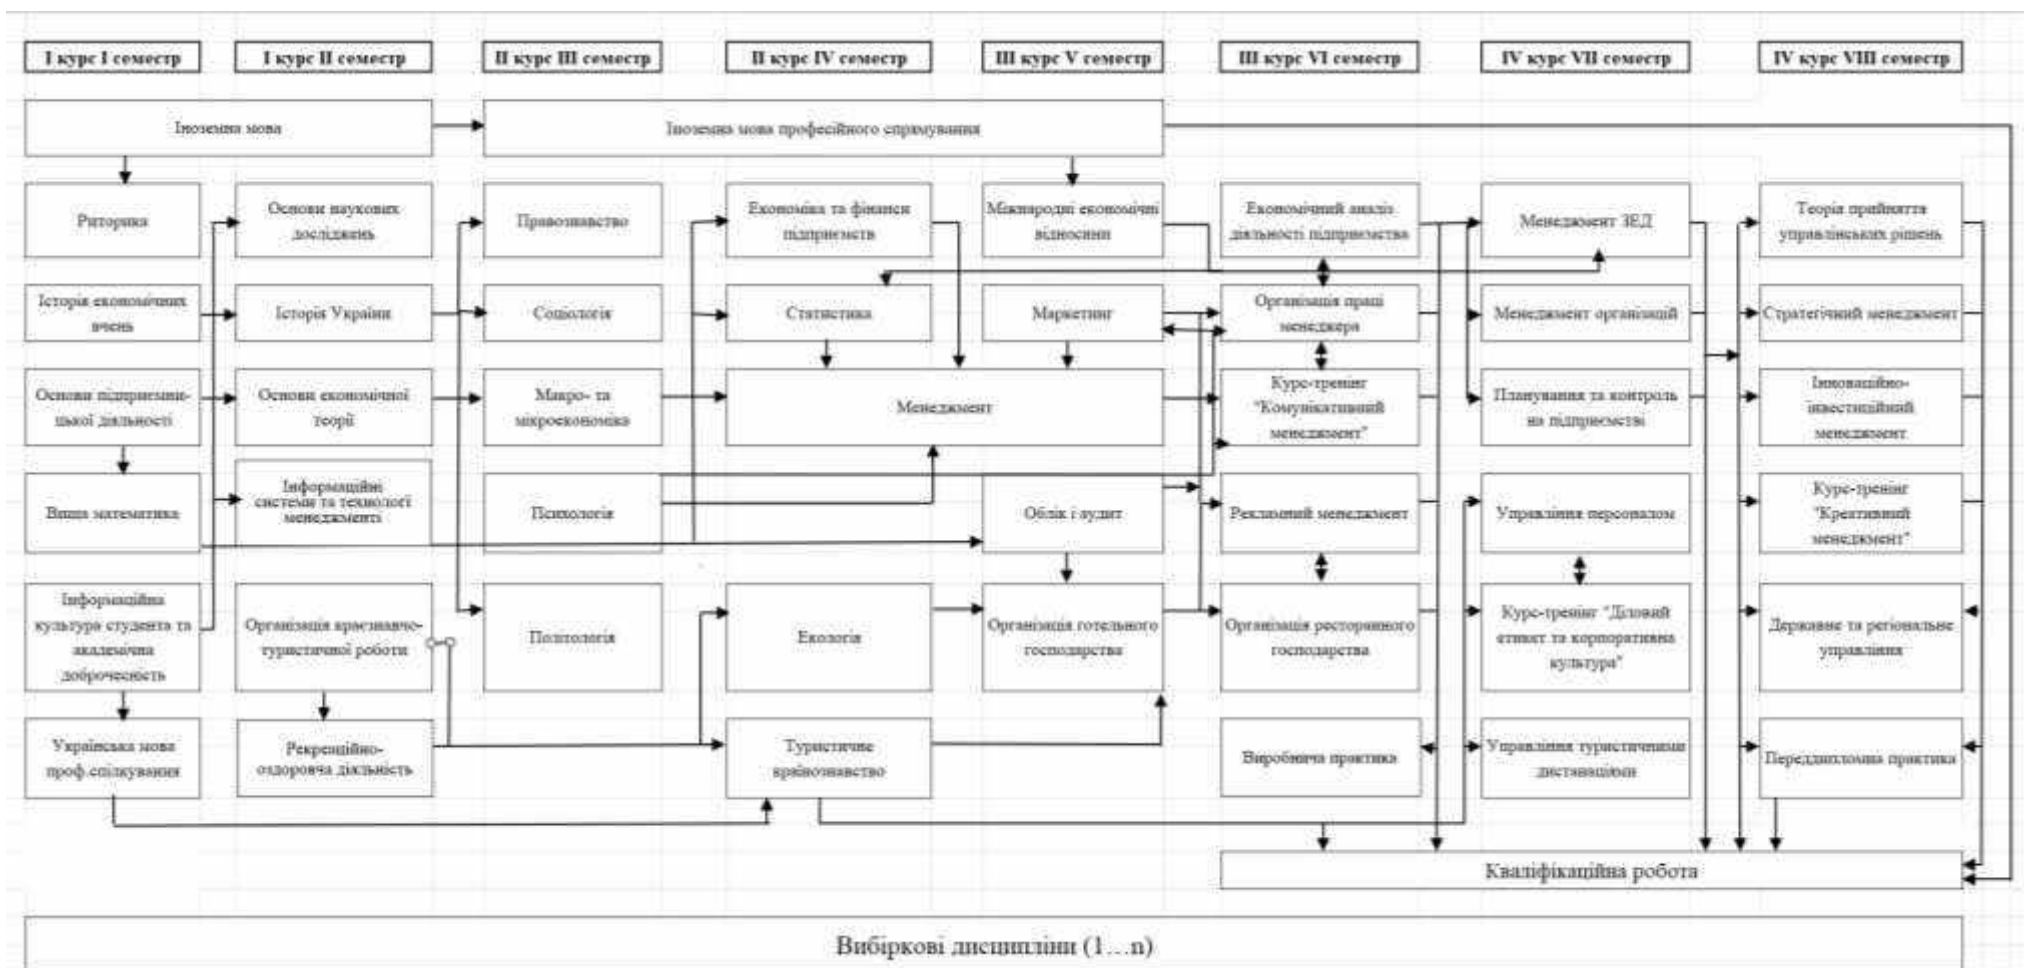 І курс І семестр
І курс ІІ семестр
ІІ курс ІІІ семестр
ІІ курс IV семестр
ІІІ курс V семестр
ІІІ курс VI семестр
IV курс VII семестр
IV курс VIII семестр
Іноземна мова
Іноземна мова професійного спрямування
Риторика
Основи наукових
досліджень
Правознавство
Економіка та фінанси
підприємств
Міжнародні економічні
відносини
Економічний аналіз
діяльності підприємства
Менеджмент ЗЕД
Теорія прийняття
управлінських рішень
Історія економічних
вчень
Історія України
Соціологія
Статистика
Маркетинг
Організація праці
менеджера
Менеджмент організацій
Стратегічний менеджмент
Основи підприємни-
цької діяльності
Основи економічної
теорії
Макро- та
мікроекономіка
Менеджмент
Курс-тренінг
"Комунікативний
менеджмент"
Планування та контроль
на підприємстві
Інноваційно-
інвестиційний
менеджмент
Вища математика
Інформаційні
системи та технології
менеджменті
Психологія
Облік і аудит
Рекламний менеджмент
Управління персоналом
Курс-тренінг
"Креативний
менеджмент"
Інформаційна
культура студента та
академічна
доброчесність
Організація краєзнавчо-
туристичної роботи
Політологія
Екологія
Організація готельного
господарства
Організація ресторанного
господарства
Курс-тренінг "Діловий
етикет та корпоративна
культура"
Державне та регіональне
управління
Українська мова
проф.спілкування
Рекреційно-
оздоровча діяльність
Туристичне
країнознавство
Виробнича практика
Управління туристичними
дистанаціями
Переддипломна практика
Кваліфікаційна робота
Вибіркові дисципліни (1…n)